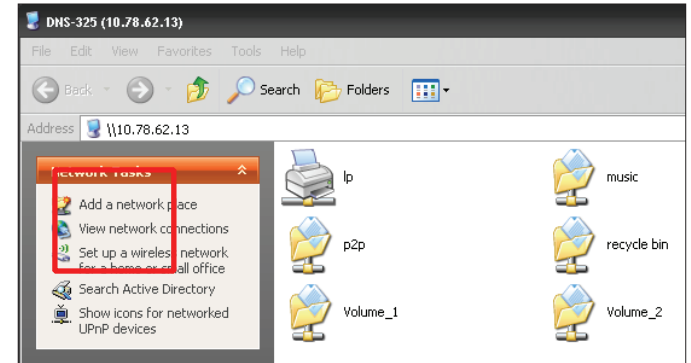 DNS-325 (10.78.62.13)
File Edit View Favorites Tools Help
Back Search Folders
Address \\10.78.62.13
Network Tasks
Add a network place
View network connections
Set up a wireless network
for a home or small office
Search Active Directory
Show icons for networked
UPnP devices
lp music
p2p recycle bin
Volume_1 Volume_2